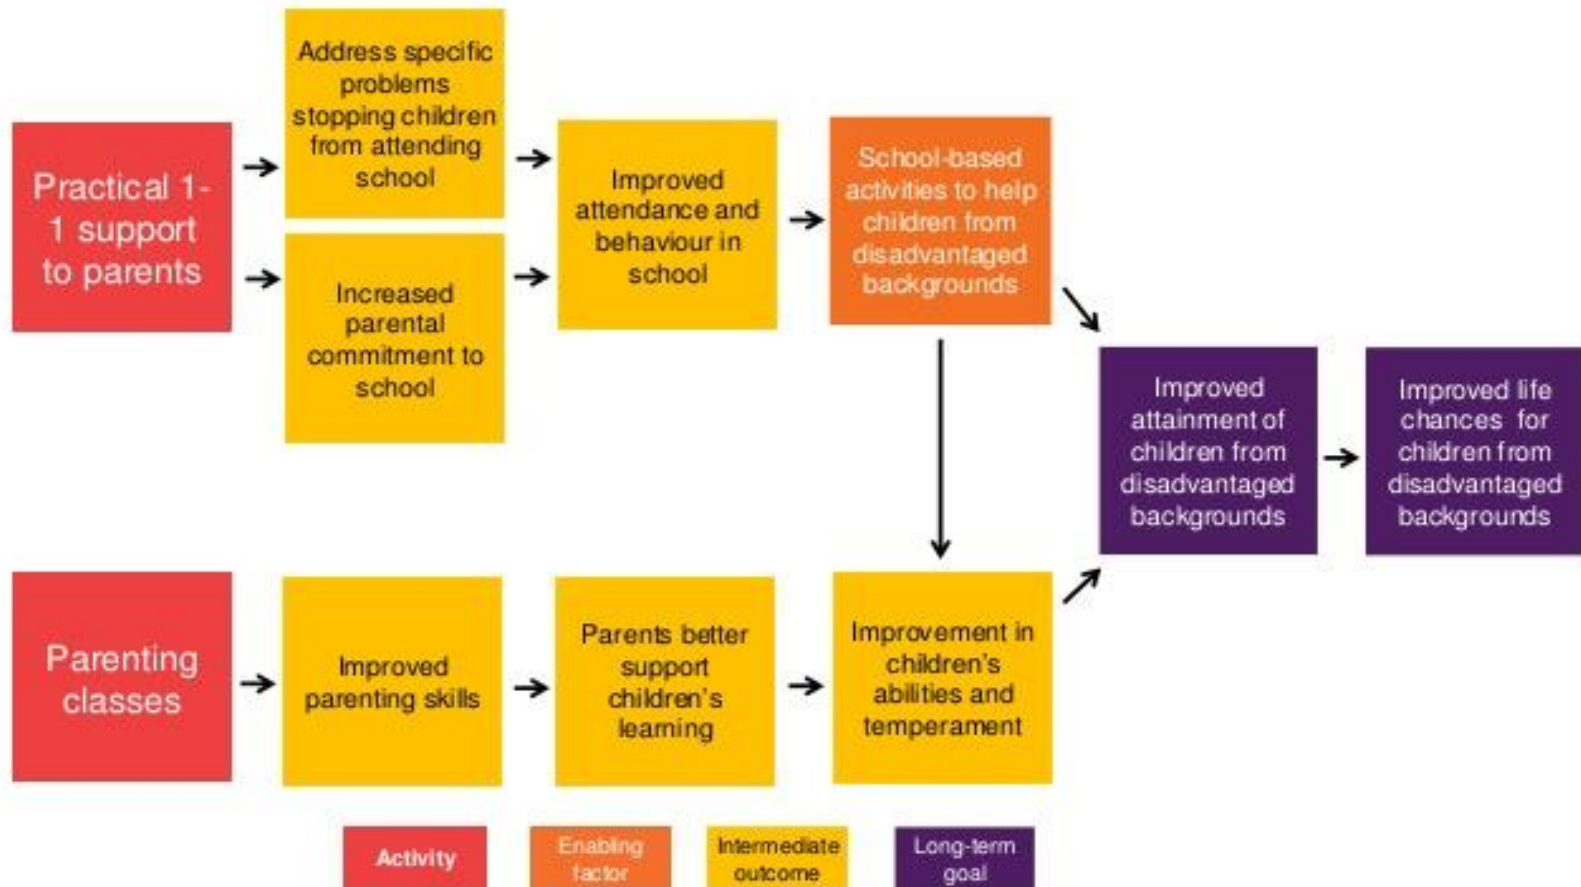 Practical 1-
1 support
to parents
Address specific
problems
stopping children
from attending
school
Increased
parental
commitment to
school
Improved
attendance and
behaviour in
school
School-based
activities to help
children from
disadvantaged
backgrounds
Improved
attainment of
children from
disadvantaged
backgrounds
Improved life
chances for
children from
disadvantaged
backgrounds
Parenting
classes
Improved
parenting skills
Parents better
support
children's
learning
Improvement in
children's
abilities and
temperament
Activity
Enabling
factor
Intermediate
outcome
Long-term
goal